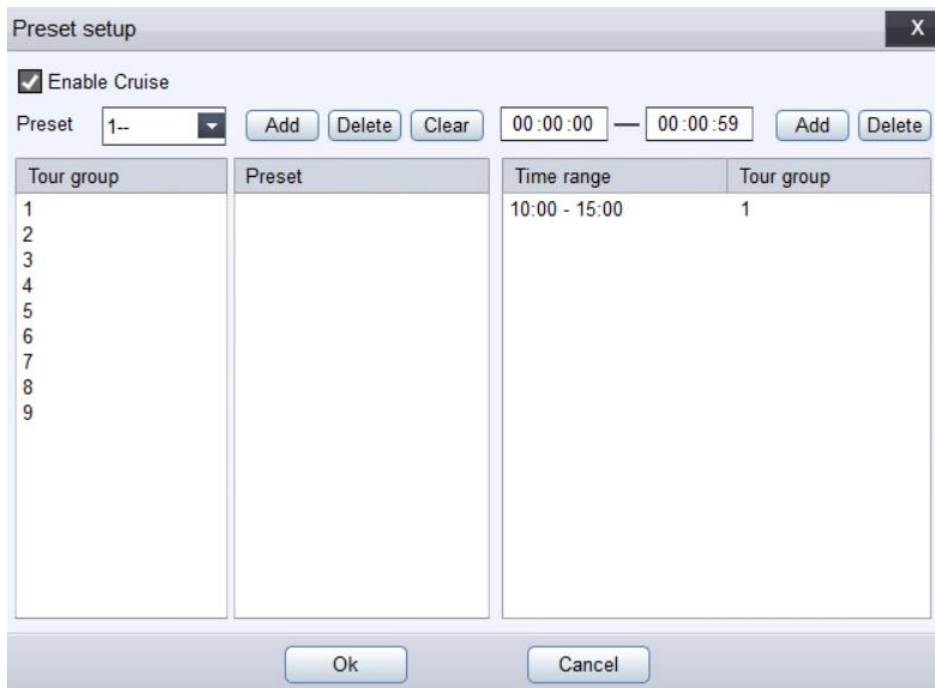 Preset setup X
Enable Cruise
Preset 1-- Add Delete Clear 00:00:00 — 00:00:59 Add Delete
Tour group Preset Time range Tour group
1 10:00 - 15:00 1
2
3
4
5
6
7
8
9
Ok Cancel